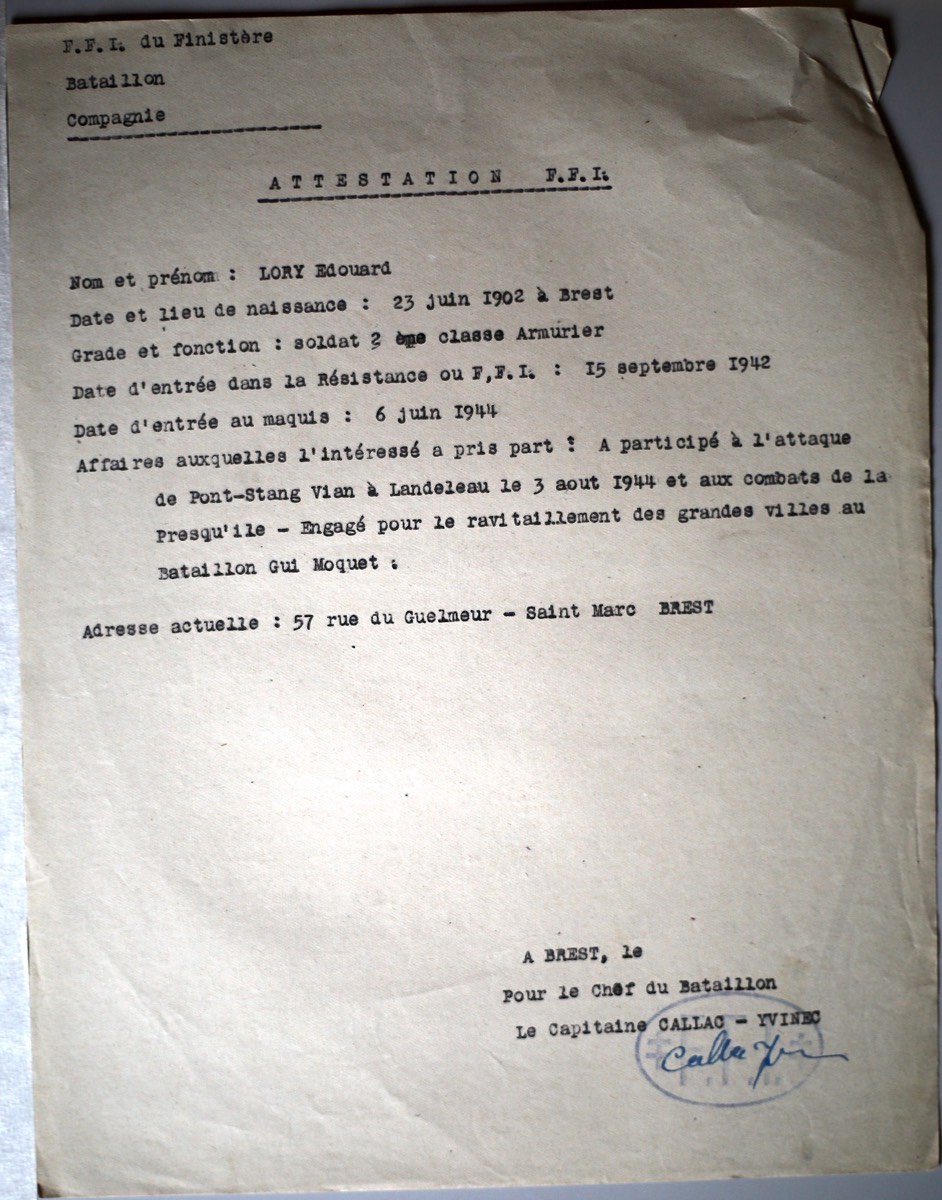 F.F.I. du Finistère
Bataillon
Compagnie
ATTESTATION F.F.I.
Nom et prénom : LORY Edouard
Date et lieu de naissance : 23 juin 1902 à Brest
Grade et fonction : soldat 2 ème classe Armurier
Date d'entrée dans la Résistance ou F,F.I. : 15 septembre 1942
Date d'entrée au maquis : 6 juin 1944
Affaires auxquelles l'intéressé a pris part : A participé à l'attaque
de Pont-Stang Vian à Landeleau le 3 aout 1944 et aux combats de la
Presqu'ile - Engagé pour le ravitaillement des grandes villes au
Bataillon Gui Moquet .
Adresse actuelle : 57 rue du Guelmeur - Saint Marc BREST
A BREST, le
Pour le Chef du Bataillon
Le Capitaine CALLAC - YVINEC